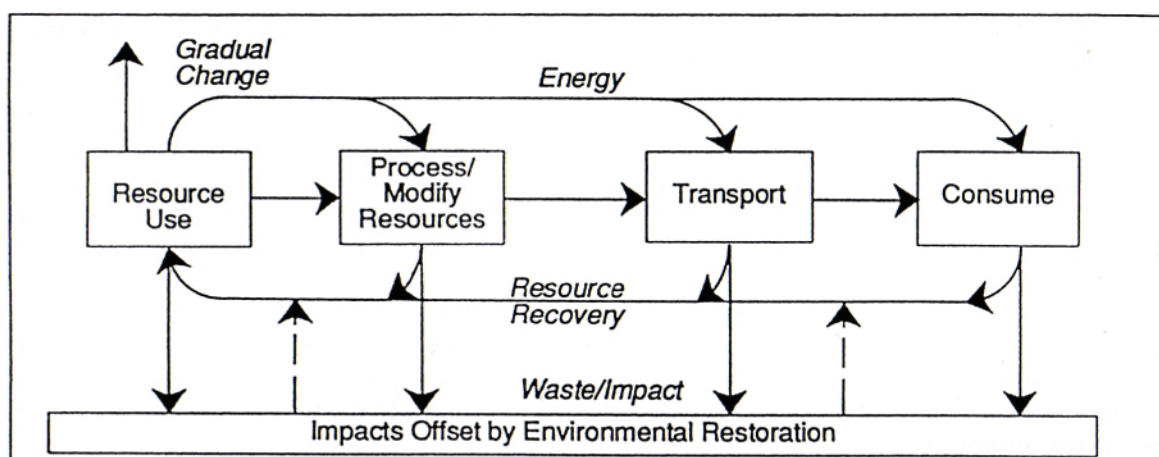 Gradual
Change
Energy
Resource
Use
Process/
Modify
Resources
Transport
Consume
Resource
Recovery
Waste/Impact
Impacts Offset by Environmental Restoration